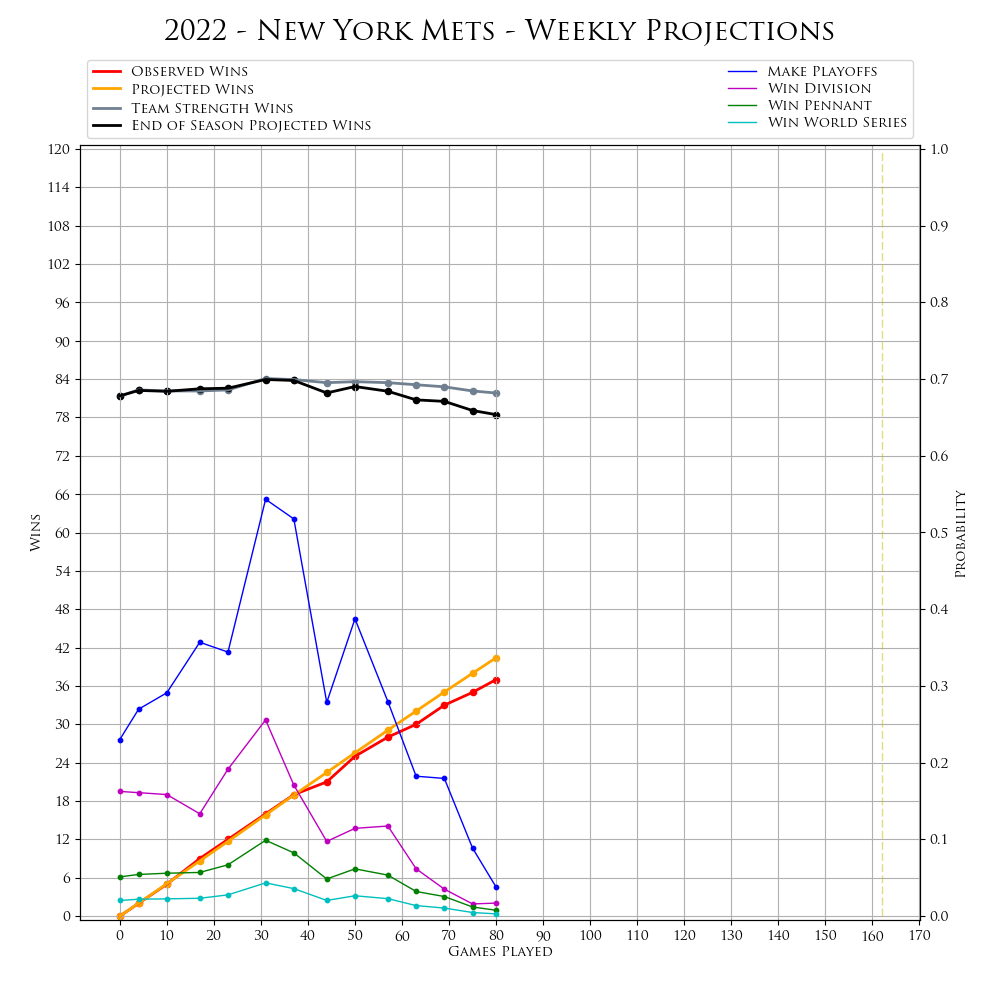 2022 - New York Mets - Weekly Projections
Observed Wins
Projected Wins
Team Strength Wins
End of Season Projected Wins
Make Playoffs
Win Division
Win Pennant
Win World Series
120
114
108
102
96
90
84
78
72
66
60
54
48
42
36
30
24
18
12
6
0
Wins
1.0
0.9
0.8
0.7
0.6
0.5
0.4
0.3
0.2
0.1
0.0
Probability
0 10 20 30 40 50 60 70 80 90 100 110 120 130 140 150 160 170
Games Played